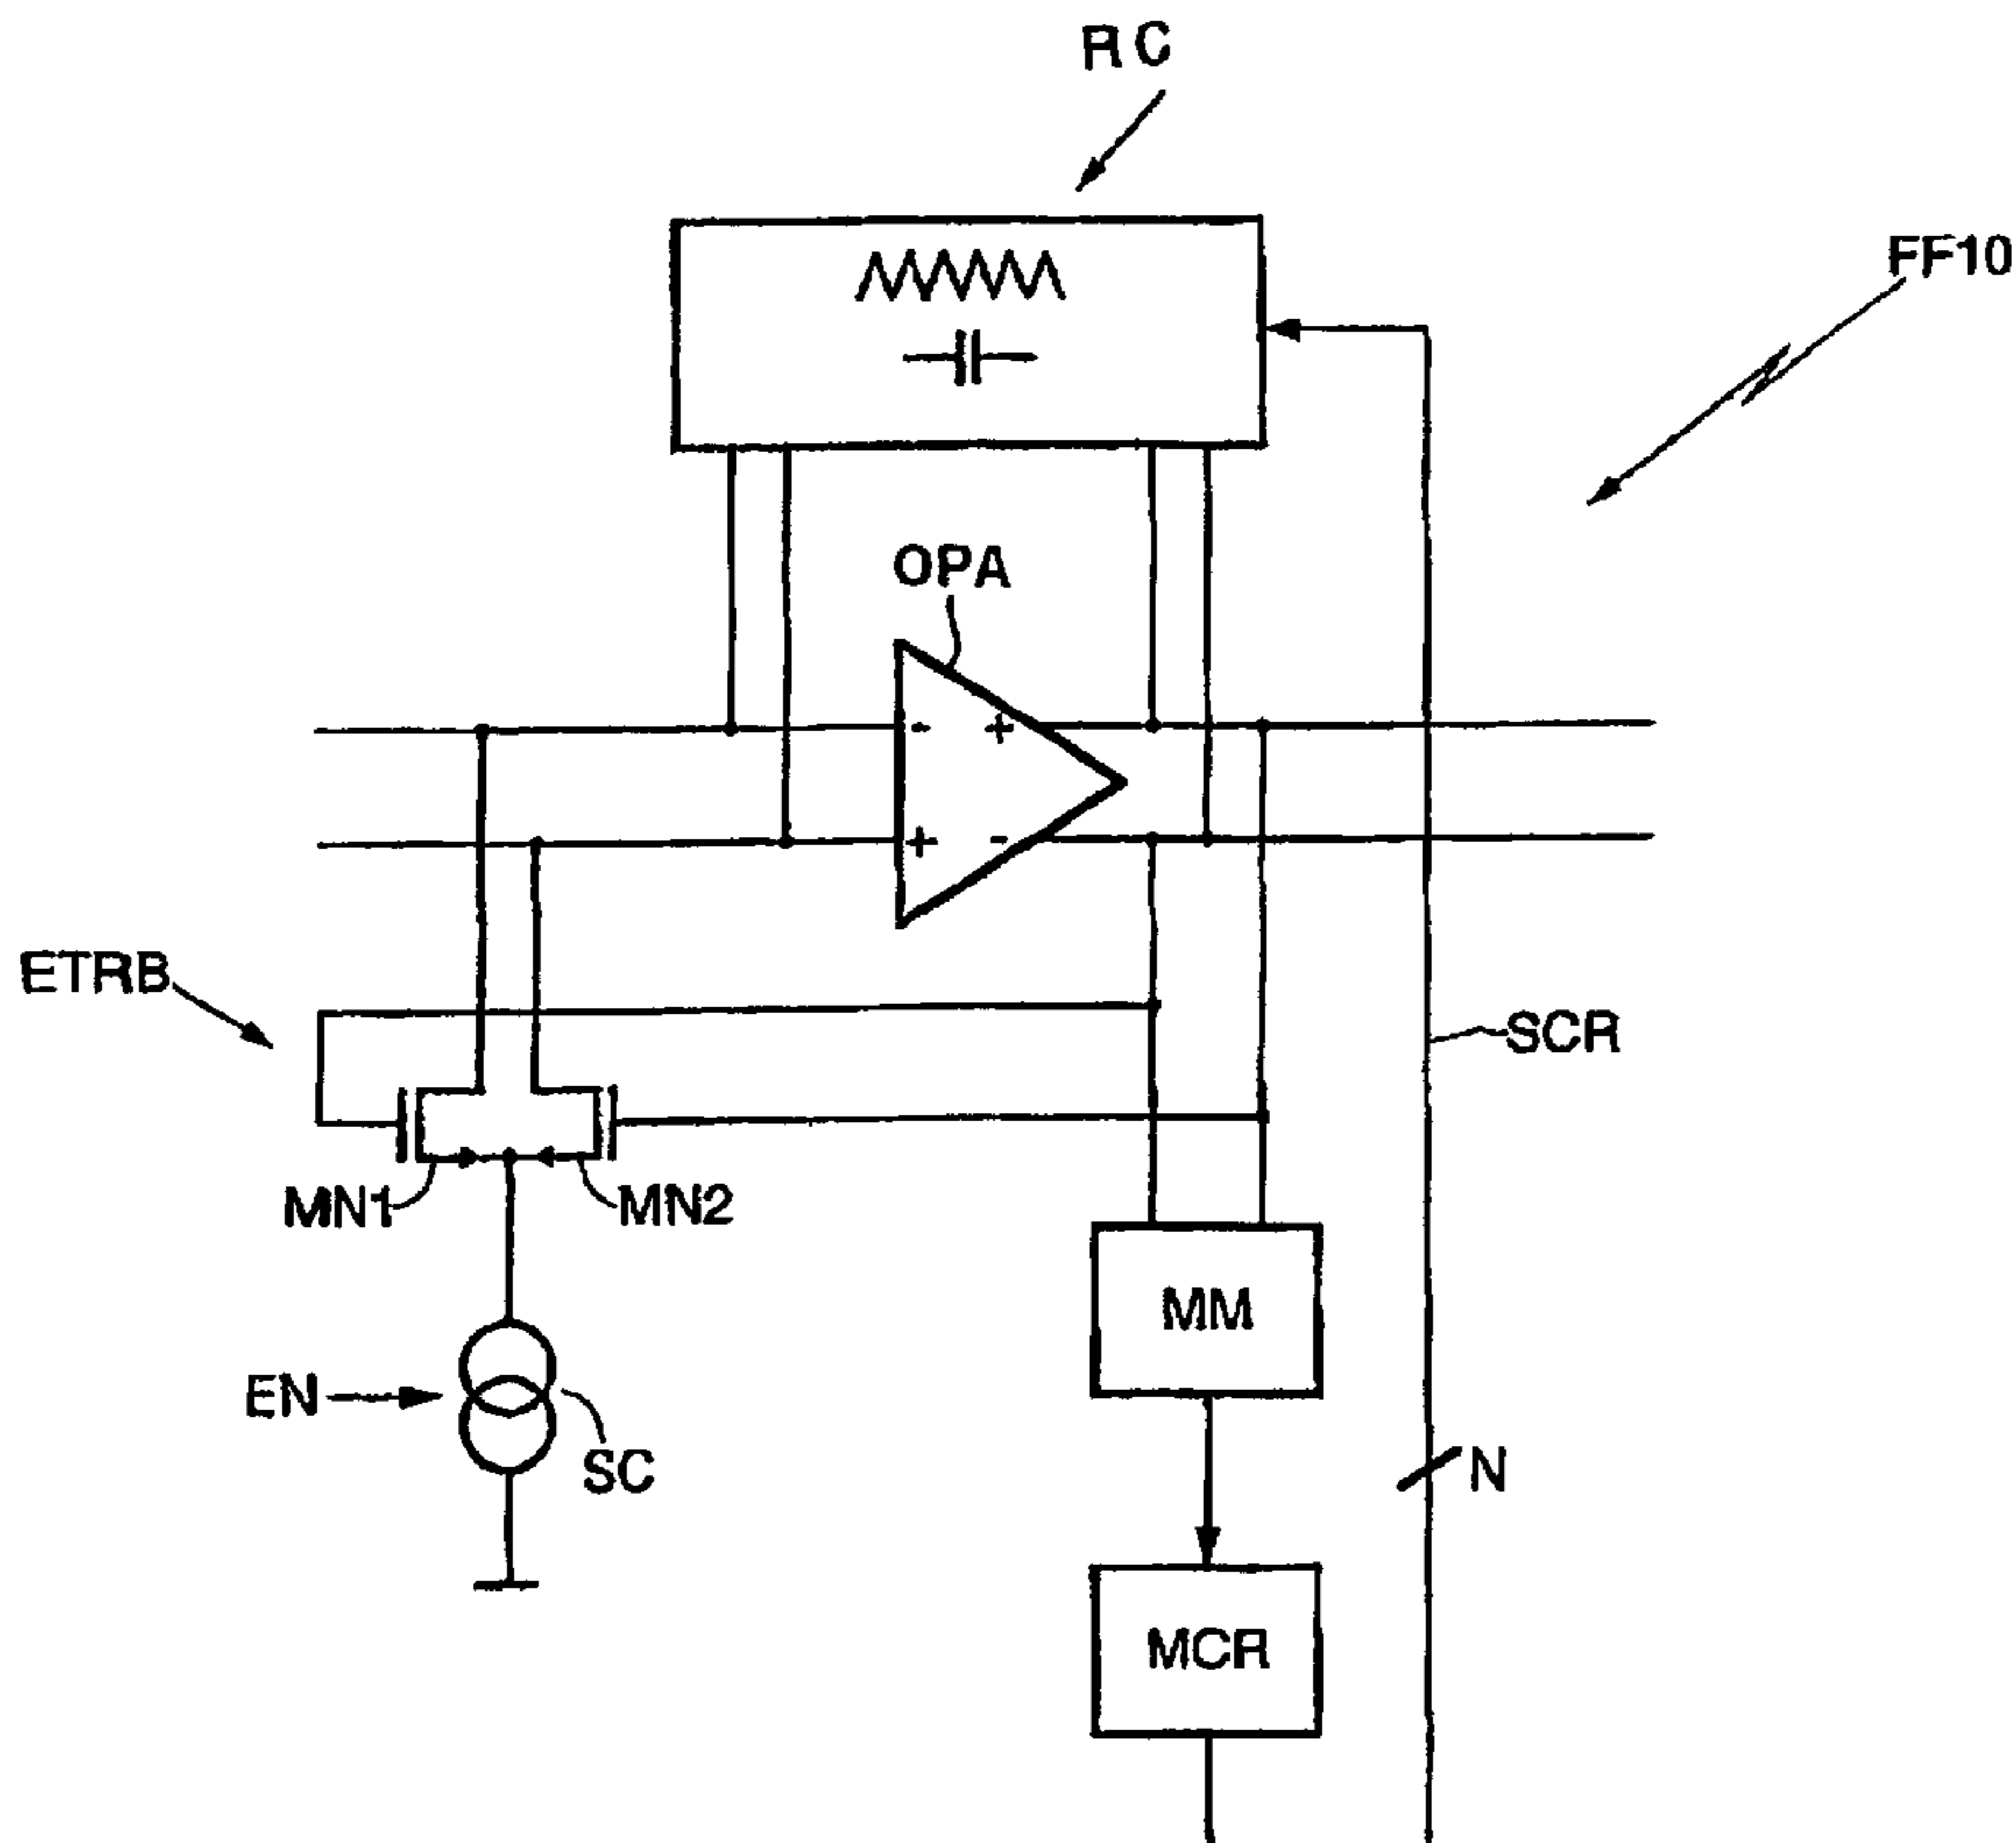 RC
FF10
OPA
- +
+ -
ETRB
SCR
MN1
MN2
MM
EN
SC
N
MCR